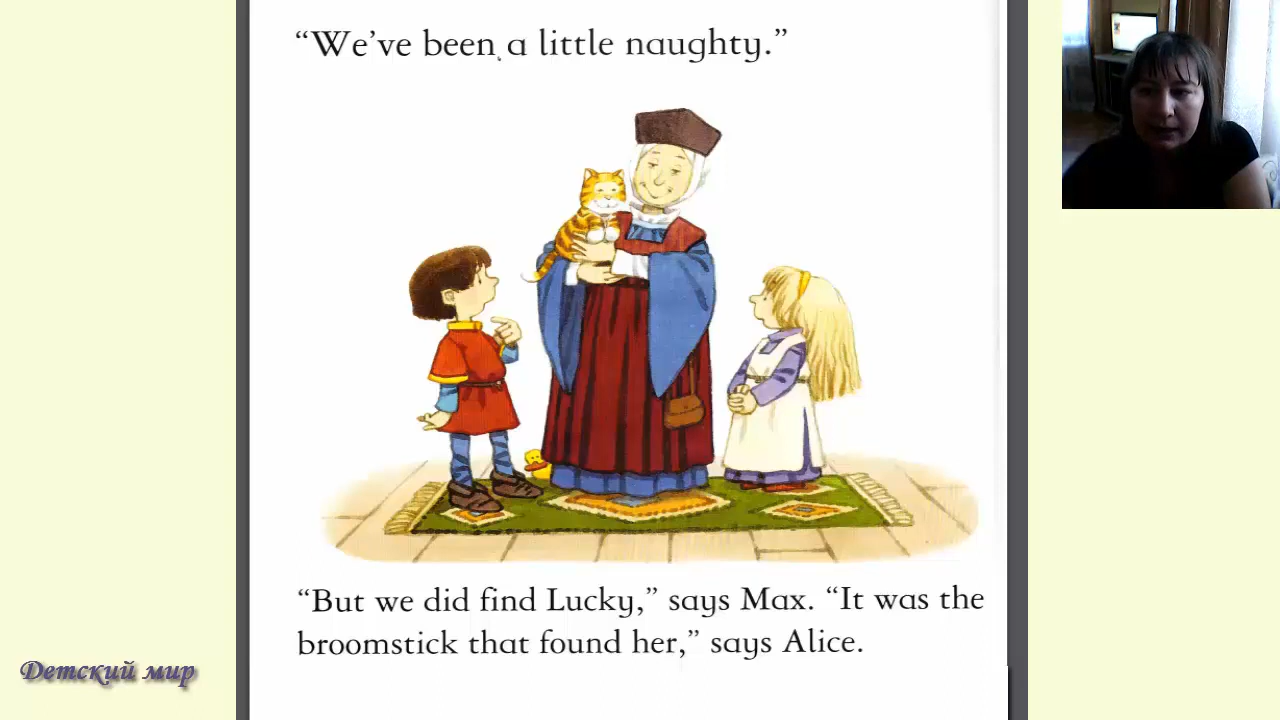 “We’ve been a little naughty.”
“But we did find Lucky,” says Max. “It was the
broomstick that found her,” says Alice.
Детский мир